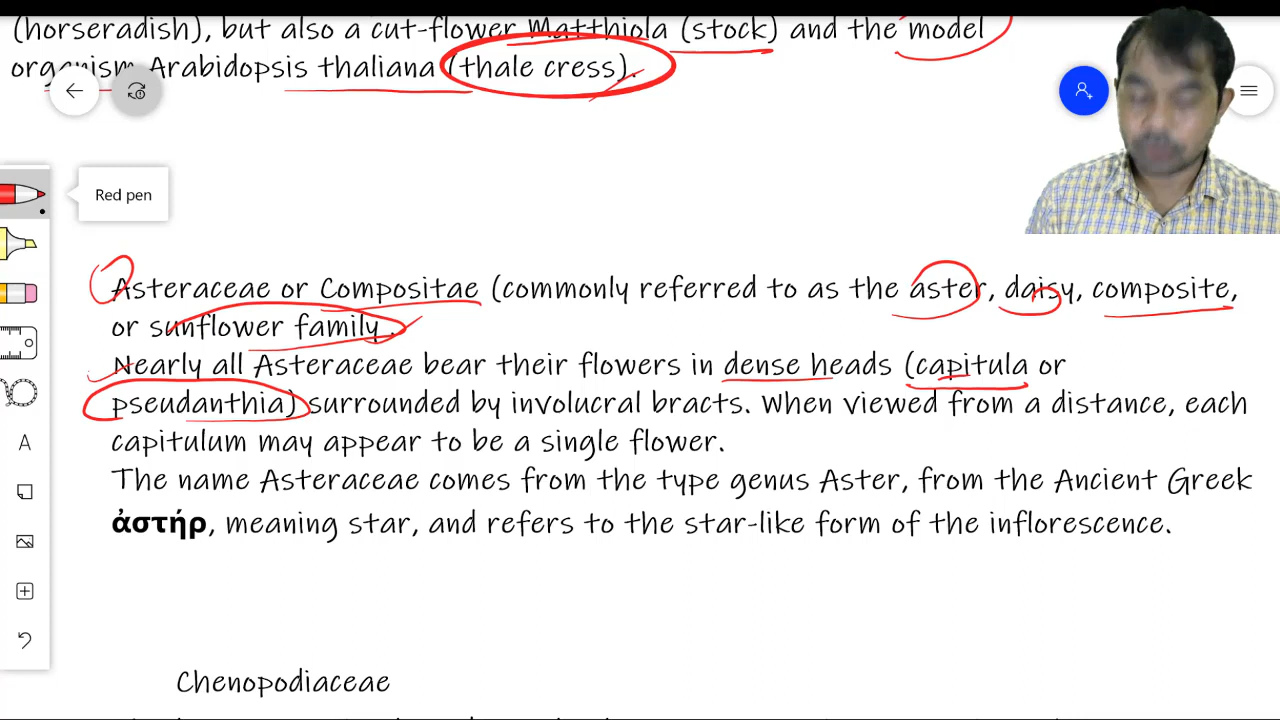 (horseradish), but also a cut-flower Matthiola (stock) and the model
organism Arabidopsis thaliana (thale cress).
Red pen
Asteraceae or Compositae (commonly referred to as the aster, daisy, composite,
or sunflower family .
Nearly all Asteraceae bear their flowers in dense heads (capitula or
pseudanthia) surrounded by involucral bracts. When viewed from a distance, each
capitulum may appear to be a single flower.
The name Asteraceae comes from the type genus Aster, from the Ancient Greek
ἀστήρ, meaning star, and refers to the star-like form of the inflorescence.
A
Chenopodiaceae